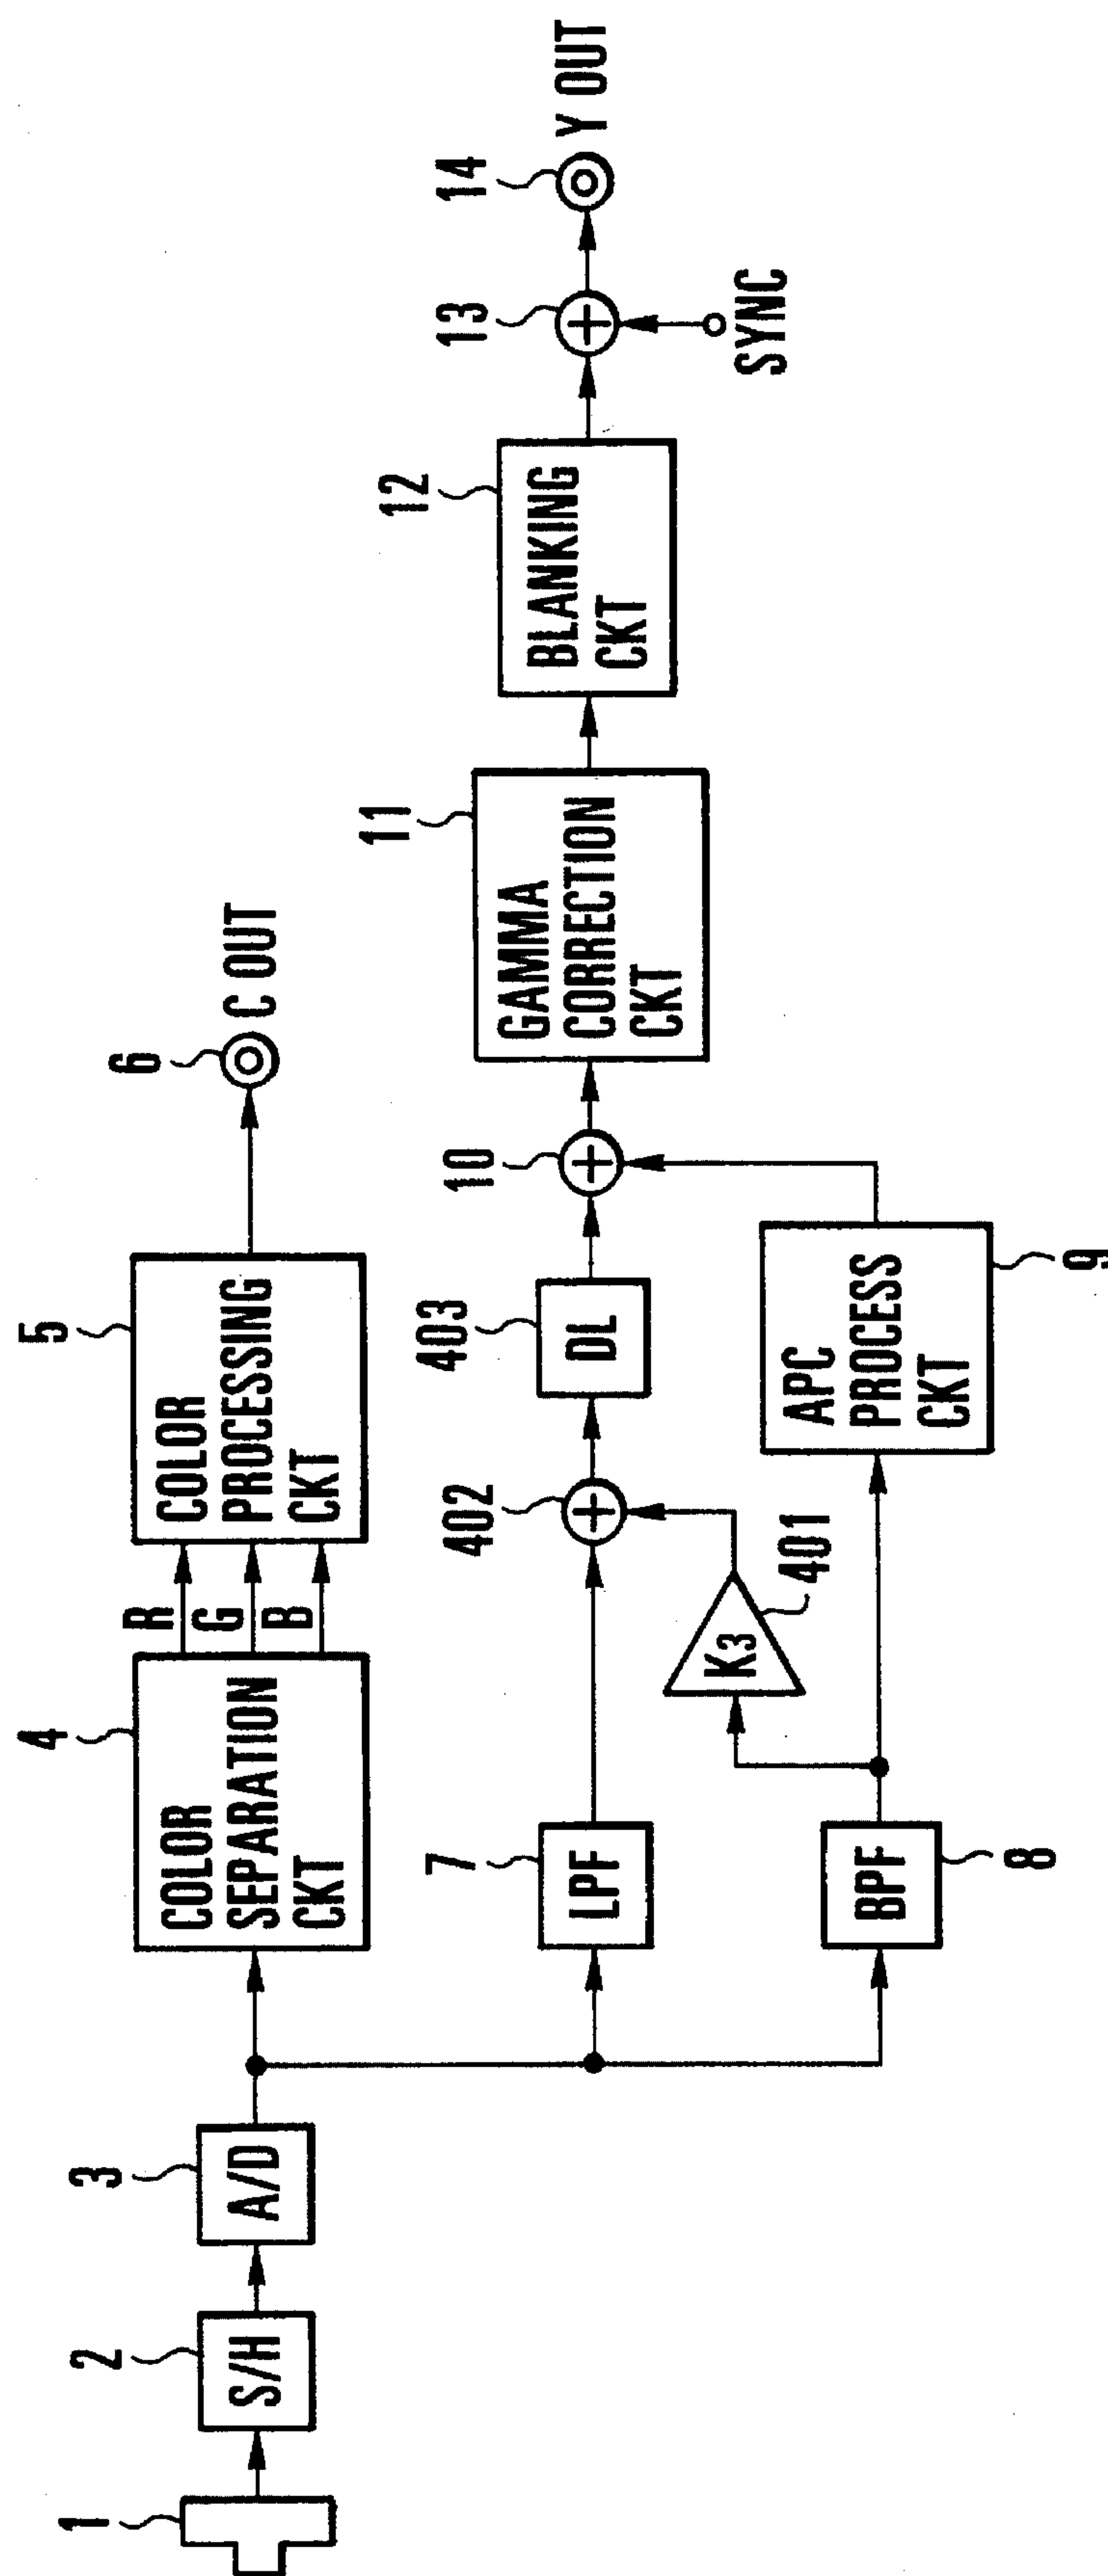 1
2
S/H
3
A/D
4
COLOR
SEPARATION
CKT
R
G
B
5
COLOR
PROCESSING
CKT
6
C OUT
7
LPF
8
BPF
K3
401
402
403
DL
APC
PROCESS
CKT
9
10
11
GAMMA
CORRECTION
CKT
12
BLANKING
CKT
13
SYNC
14
Y OUT